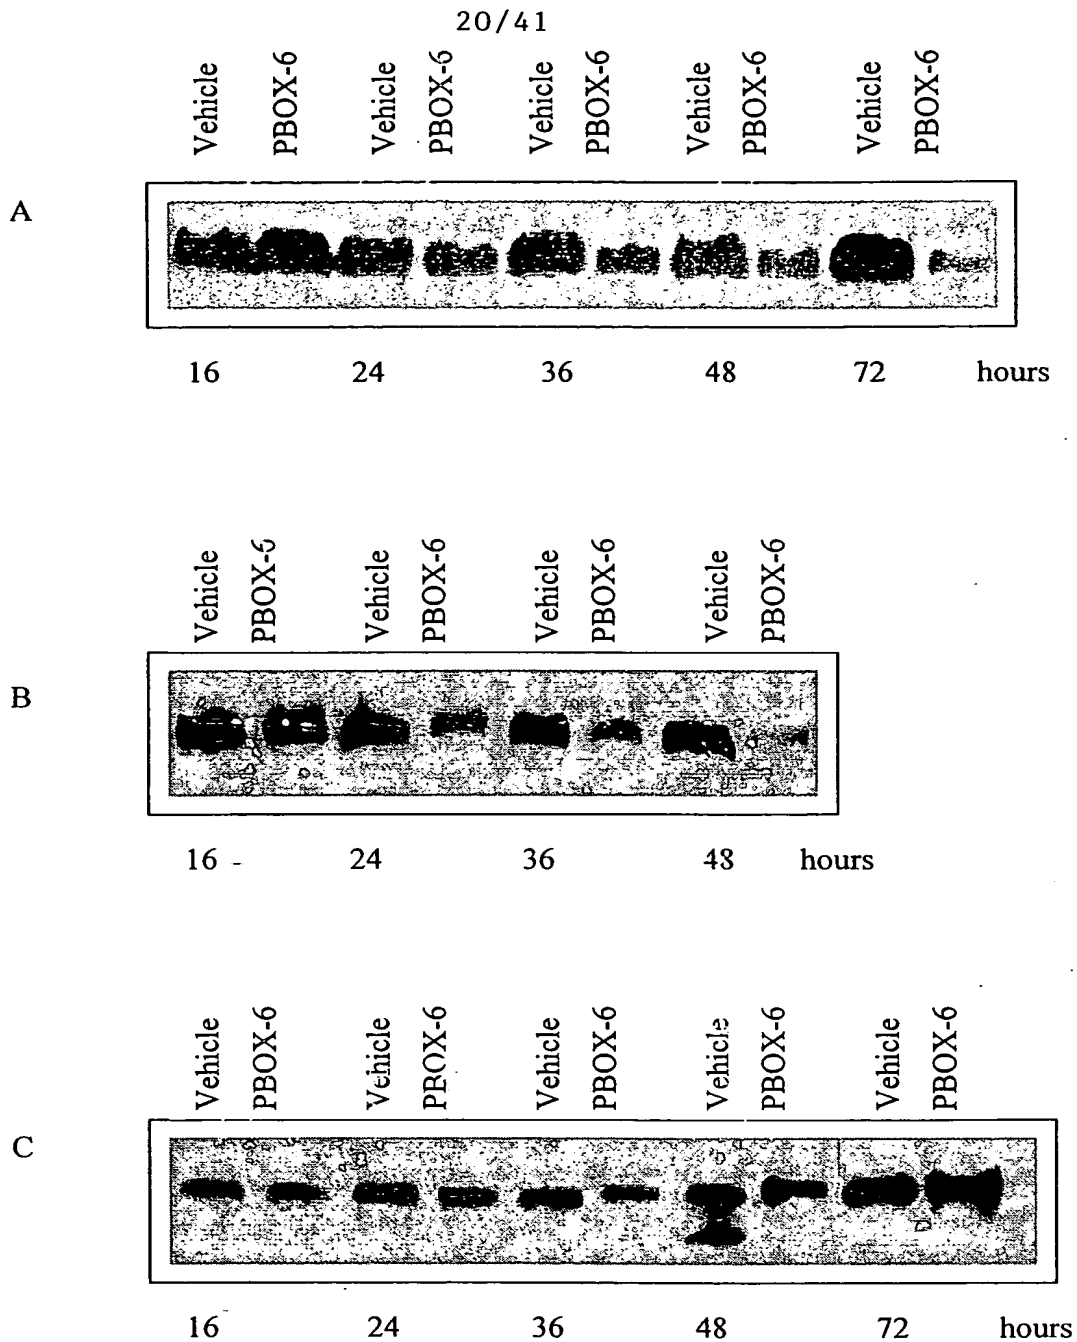 20/41
Vehicle PBOX-6 Vehicle PBOX-6 Vehicle PBOX-6 Vehicle PBOX-6 Vehicle PBOX-6
A
16 24 36 48 72 hours
Vehicle PBOX-6 Vehicle PBOX-6 Vehicle PBOX-6 Vehicle PBOX-6
B
16 24 36 48 hours
Vehicle PBOX-6 Vehicle PBOX-6 Vehicle PBOX-6 Vehicle PBOX-6 Vehicle PBOX-6
C
16 24 36 48 72 hours